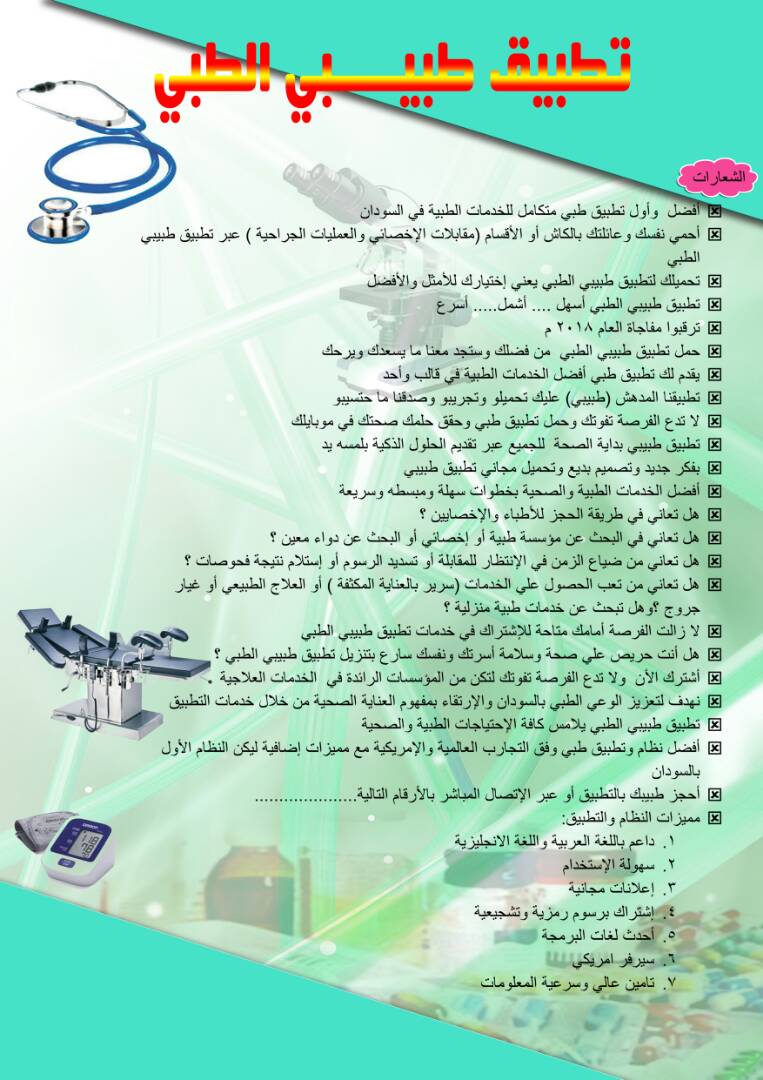 تطبيق طبيـــــبي الطبي
الشعارات
أفضل وأول تطبيق طبي متكامل للخدمات الطبية في السودان
أحمي نفسك وعائلتك بالكاش أو الأقسام (مقابلات الإخصائي والعمليات الجراحية ) عبر تطبيق طبيبي
الطبي
تحميلك لتطبيق طبيبي الطبي يعني إختيارك للأمثل والأفضل
تطبيق طبيبي الطبي أسهل .... أشمل..... أسرع
ترقبوا مفاجاة العام ٢٠١٨ م
حمل تطبيق طبيبي الطبي من فضلك وستجد معنا ما يسعدك ويرحك
يقدم لك تطبيق طبي أفضل الخدمات الطبية في قالب وأحد
تطبيقنا المدهش (طبيبي) عليك تحميلو وتجريبو وصدقنا ما حتسيبو
لا تدع الفرصة تفوتك وحمل تطبيق طبي وحقق حلمك صحتك في موبايلك
تطبيق طبيبي بداية الصحة للجميع عبر تقديم الحلول الذكية بلمسه يد
بفكر جديد وتصميم بديع وتحميل مجاني تطبيق طبيبي
أفضل الخدمات الطبية والصحية بخطوات سهلة ومبسطه وسريعة
هل تعاني في طريقة الحجز للأطباء والإخصايين ؟
هل تعاني في البحث عن مؤسسة طبية أو إخصائي أو البحث عن دواء معين ؟
هل تعاني من ضياع الزمن في الإنتظار للمقابلة أو تسديد الرسوم أو إستلام نتيجة فحوصات ؟
هل تعاني من تعب الحصول علي الخدمات (سرير بالعناية المكثفة ) أو العلاج الطبيعي أو غيار
جروج ؟وهل تبحث عن خدمات طبية منزلية ؟
لا زالت الفرصة أمامك متاحة للإشتراك في خدمات تطبيق طبيبي الطبي
هل أنت حريص علي صحة وسلامة أسرتك ونفسك سارع بتنزيل تطبيق طبيبي الطبي ؟
أشترك الأن ولا تدع الفرصة تفوتك لتكن من المؤسسات الرائدة في الخدمات العلاجية .
نهدف لتعزيز الوعي الطبي بالسودان والإرتقاء بمفهوم العناية الصحية من خلال خدمات التطبيق
تطبيق طبيبي الطبي يلامس كافة الإحتياجات الطبية والصحية
أفضل نظام وتطبيق طبي وفق التجارب العالمية والإمريكية مع مميزات إضافية ليكن النظام الأول
بالسودان
أحجز طبيبك بالتطبيق أو عبر الإتصال المباشر بالأرقام التالية....................
مميزات النظام والتطبيق:
١. داعم باللغة العربية واللغة الانجليزية
٢. سهولة الإستخدام
٣. إعلانات مجانية
٤. إشتراك برسوم رمزية وتشجيعية
٥. أحدث لغات البرمجة
٦. سيرفر امريكي
٧. تامين عالي وسرعية المعلومات